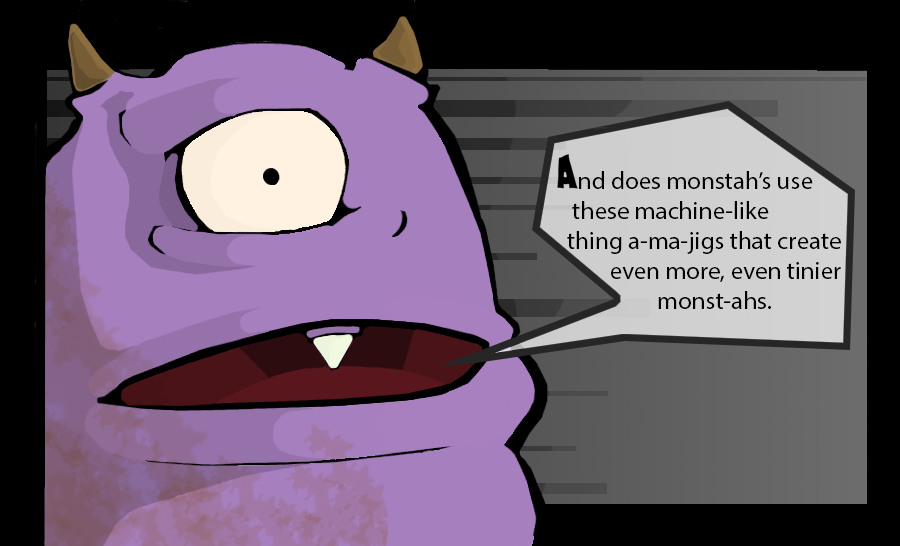 And does monstah's use
these machine-like
thing a-ma-jigs that create
even more, even tinier
monst-ahs.